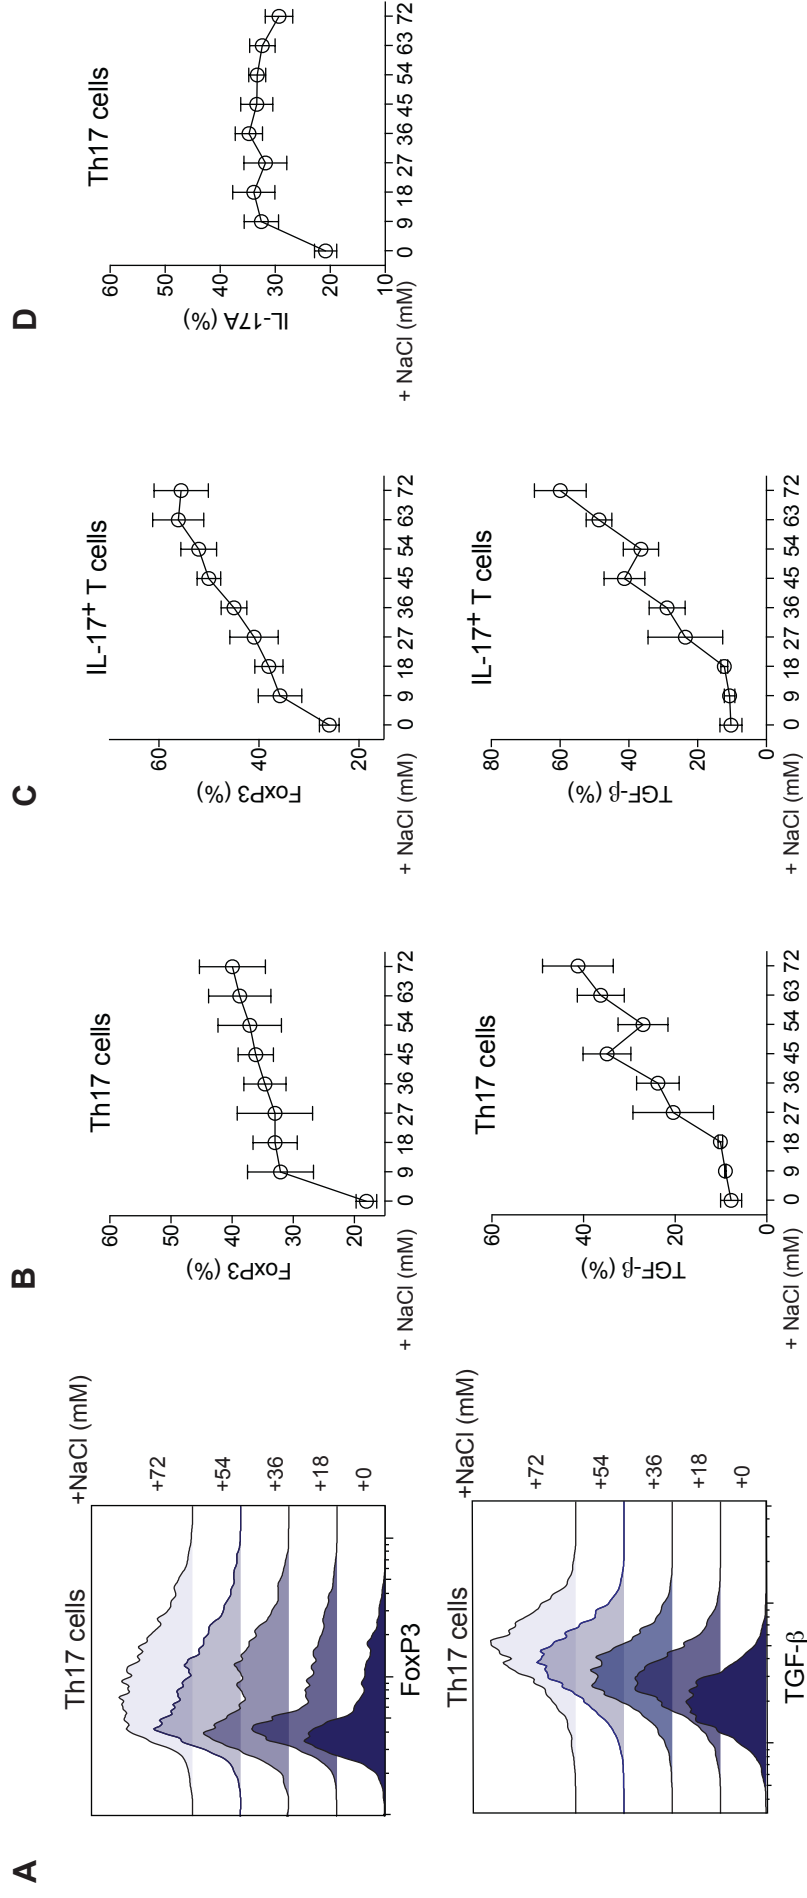 A
Th17 cells
+NaCl (mM)
+72
+54
+36
+18
+0
FoxP3
Th17 cells
+NaCl (mM)
+72
+54
+36
+18
+0
TGF-β
B
Th17 cells
FoxP3 (%)
60
50
40
30
20
0 9 18 27 36 45 54 63 72
+ NaCl (mM)
Th17 cells
TGF-β (%)
60
40
20
0
0 9 18 27 36 45 54 63 72
+ NaCl (mM)
C
IL-17+ T cells
FoxP3 (%)
60
40
20
0 9 18 27 36 45 54 63 72
+ NaCl (mM)
IL-17+ T cells
TGF-β (%)
80
60
40
20
0
0 9 18 27 36 45 54 63 72
+ NaCl (mM)
D
Th17 cells
IL-17A (%)
60
50
40
30
20
10
0 9 18 27 36 45 54 63 72
+ NaCl (mM)